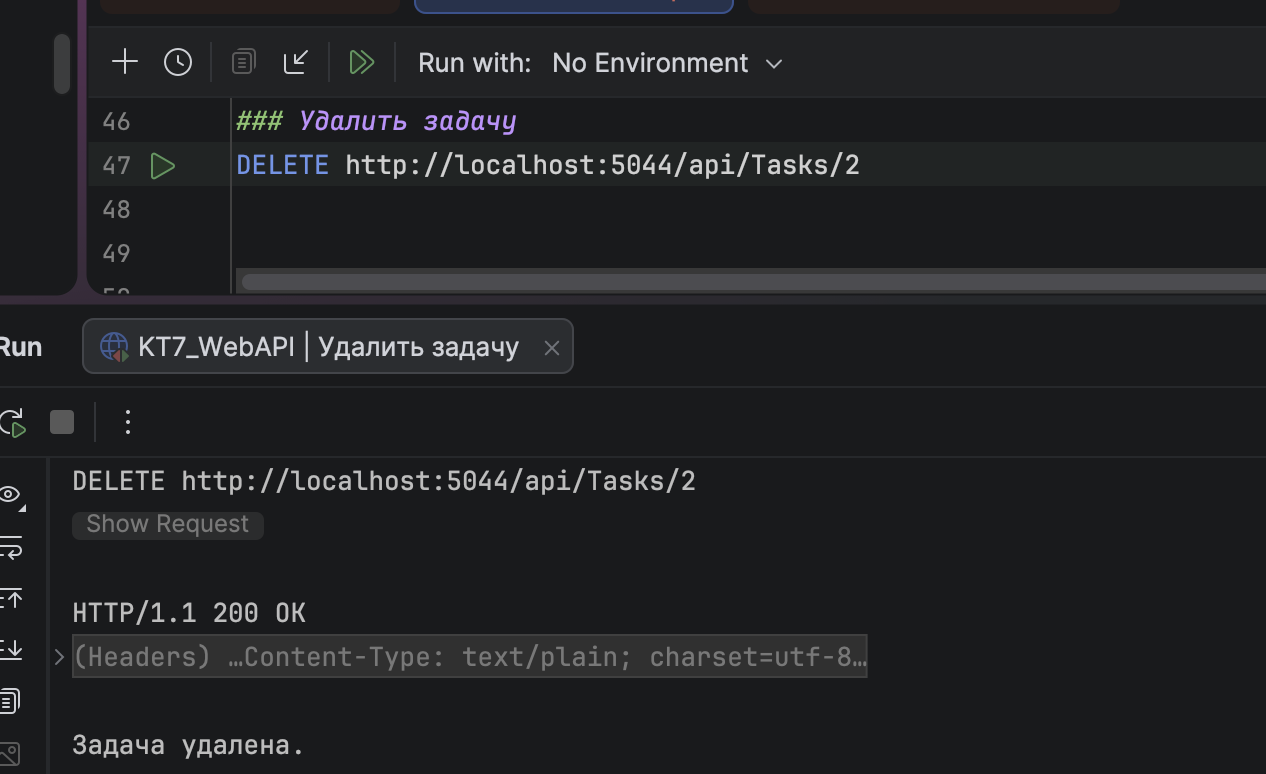 Run with: No Environment
46 ### Удалить задачу
47 DELETE http://localhost:5044/api/Tasks/2
48
49
Run KT7_WebAPI | Удалить задачу
DELETE http://localhost:5044/api/Tasks/2
Show Request
HTTP/1.1 200 OK
(Headers) …Content-Type: text/plain; charset=utf-8…
Задача удалена.